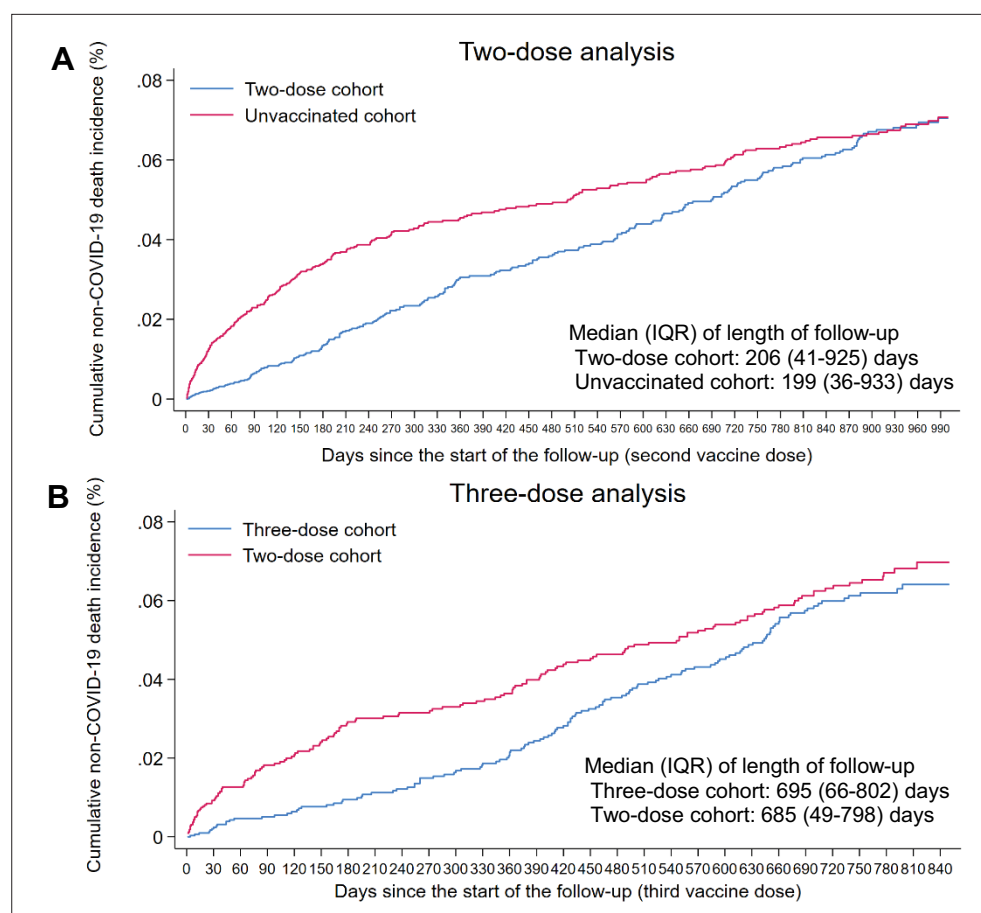 A
Two-dose analysis
Cumulative non-COVID-19 death incidence (%)
.08
.06
.04
.02
0
Two-dose cohort
Unvaccinated cohort
Median (IQR) of length of follow-up
Two-dose cohort: 206 (41-925) days
Unvaccinated cohort: 199 (36-933) days
0 30 60 90 120 150 180 210 240 270 300 330 360 390 420 450 480 510 540 570 600 630 660 690 720 750 780 810 840 870 900 930 960 990
Days since the start of the follow-up (second vaccine dose)
B
Three-dose analysis
Cumulative non-COVID-19 death incidence (%)
.08
.06
.04
.02
0
Three-dose cohort
Two-dose cohort
Median (IQR) of length of follow-up
Three-dose cohort: 695 (66-802) days
Two-dose cohort: 685 (49-798) days
0 30 60 90 120 150 180 210 240 270 300 330 360 390 420 450 480 510 540 570 600 630 660 690 720 750 780 810 840
Days since the start of the follow-up (third vaccine dose)